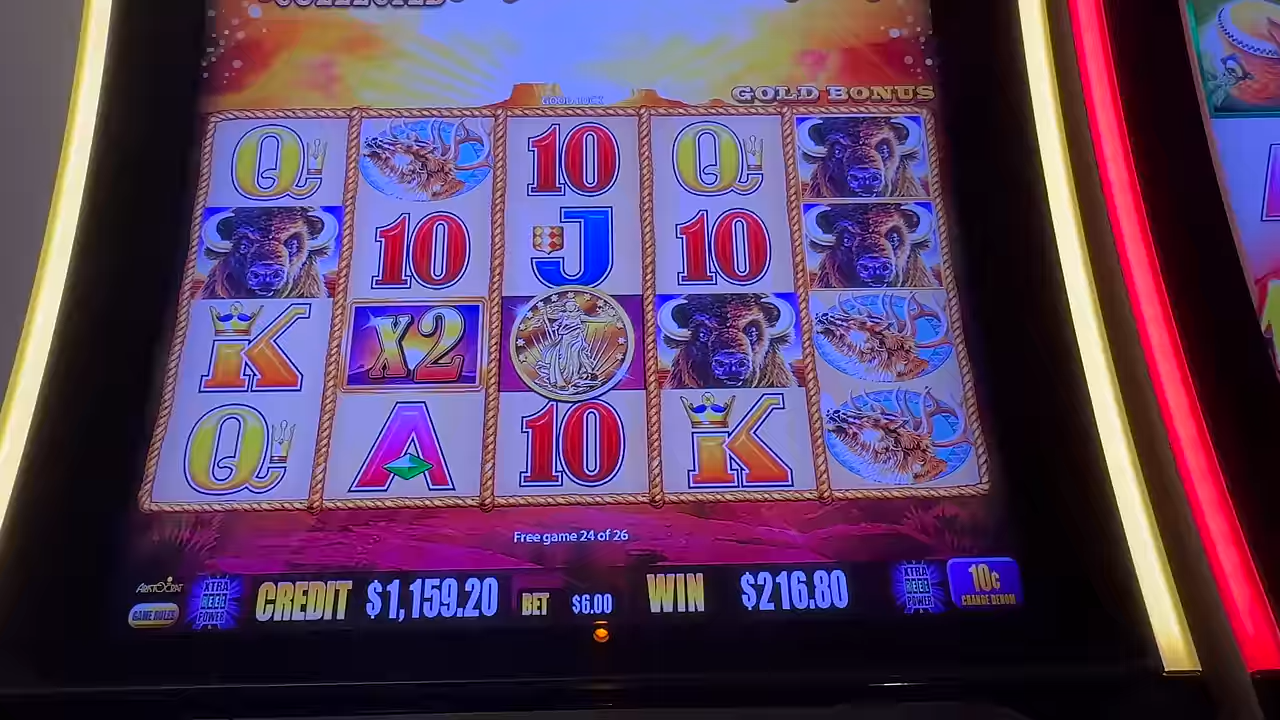 COLLECTED
GOOD LUCK
GOLD BONUS
Q 10 Q
10 J 10
K X2
Q A 10 K
Free game 24 of 26
ARISTOCRAT
GAME RULES
XTRA REEL POWER
CREDIT $1,159.20 BET $6.00 WIN $216.80
XTRA REEL POWER
10¢
CHANGE DENOM